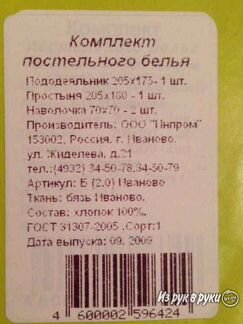 Комплект
постельного белья
Пододеяльник 205х175- 1 шт.
Простыня 205х180 - 1 шт.
Наволочка 70х70 - 2 шт.
Производитель: ООО "Инпром"
153002, Россия, г. Иваново,
ул. Жиделева, д.21
тел.:(4932) 34-50-78,34-50-79
Артикул: Б (2.0) Иваново
Ткань: бязь Иваново.
Состав: хлопок 100%.
ГОСТ 31307-2005 .Сорт:1
Дата выпуска: 09. 2009
4 600002 596424
Из рук в руки